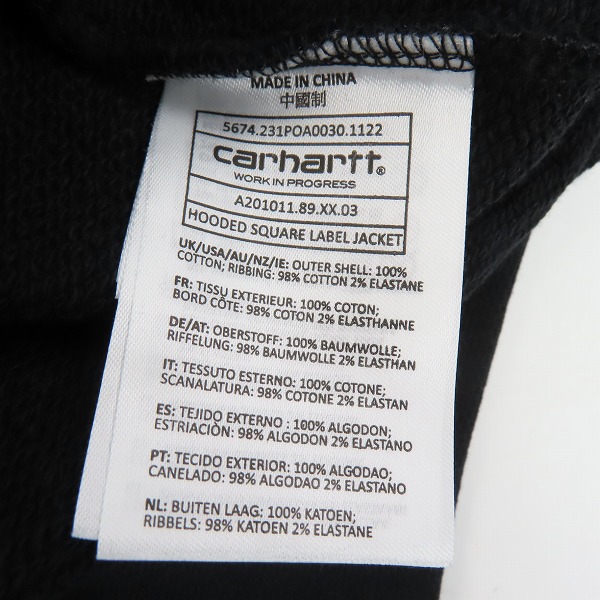 MADE IN CHINA
中國制
5674.231POA0030.1122
carhartt®
WORK IN PROGRESS
A201011.89.XX.03
HOODED SQUARE LABEL JACKET
UK/USA/AU/NZ/IE: OUTER SHELL: 100%
COTTON; RIBBING: 98% COTTON 2% ELASTANE
FR: TISSU EXTERIEUR: 100% COTON;
BORD CÔTE: 98% COTON 2% ELASTHANNE
DE/AT: OBERSTOFF: 100% BAUMWOLLE;
RIFFELUNG: 98% BAUMWOLLE 2% ELASTHAN
IT: TESSUTO ESTERNO: 100% COTONE;
SCANALATURA: 98% COTONE 2% ELASTAN
ES: TEJIDO EXTERNO : 100% ALGODON;
ESTRIACIÒN: 98% ALGODON 2% ELASTANO
PT: TECIDO EXTERIOR: 100% ALGODAO;
CANELADO: 98% ALGODAO 2% ELASTANO
NL: BUITEN LAAG: 100% KATOEN;
RIBBELS: 98% KATOEN 2% ELASTANE